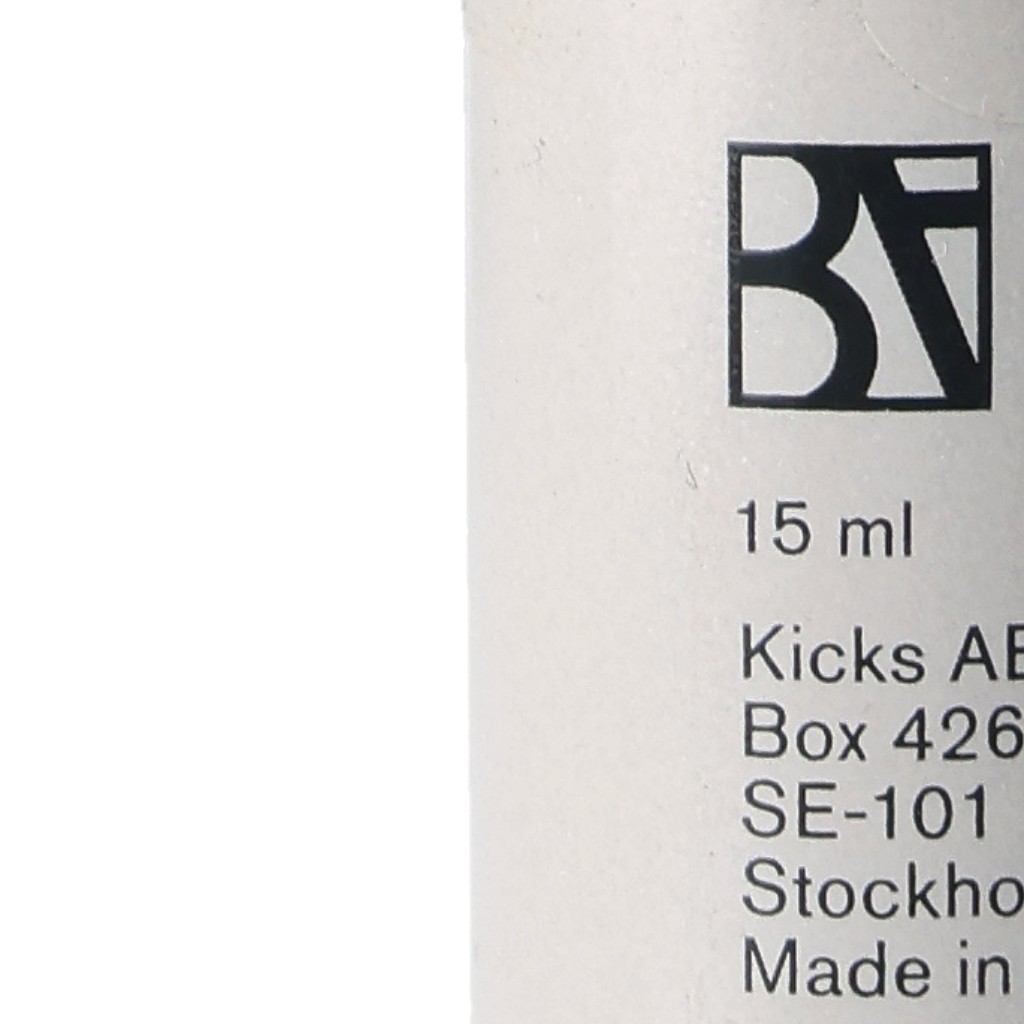 15 ml
Kicks AB
Box 426
SE-101
Stockho
Made in